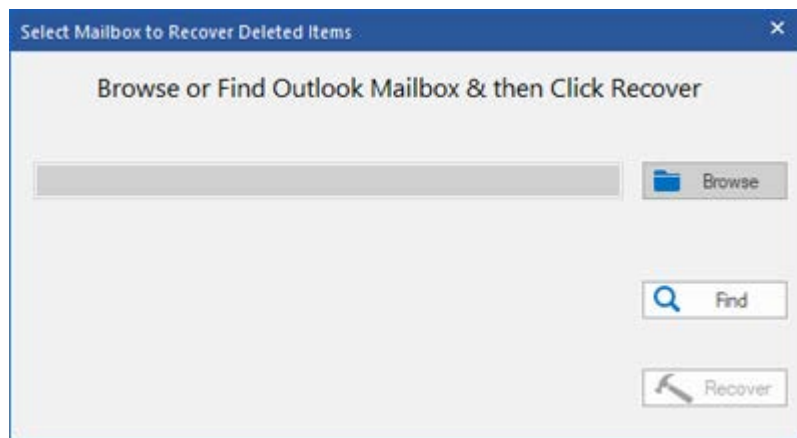 Select Mailbox to Recover Deleted Items
Browse or Find Outlook Mailbox & then Click Recover
Browse
Find
Recover